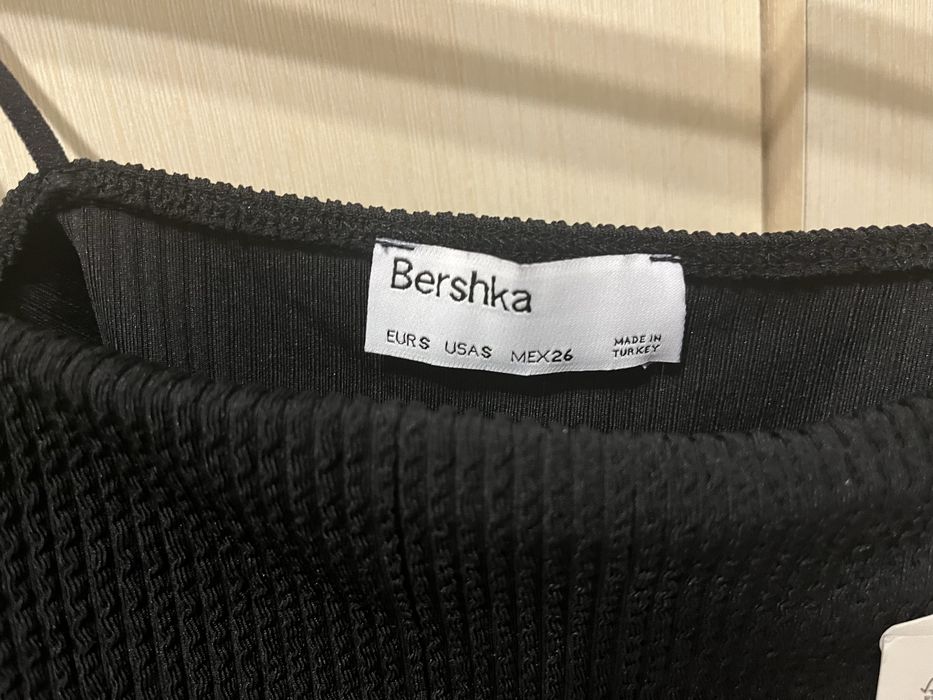 Bershka
EUR S USA S MEX 26
MADE IN
TURKEY